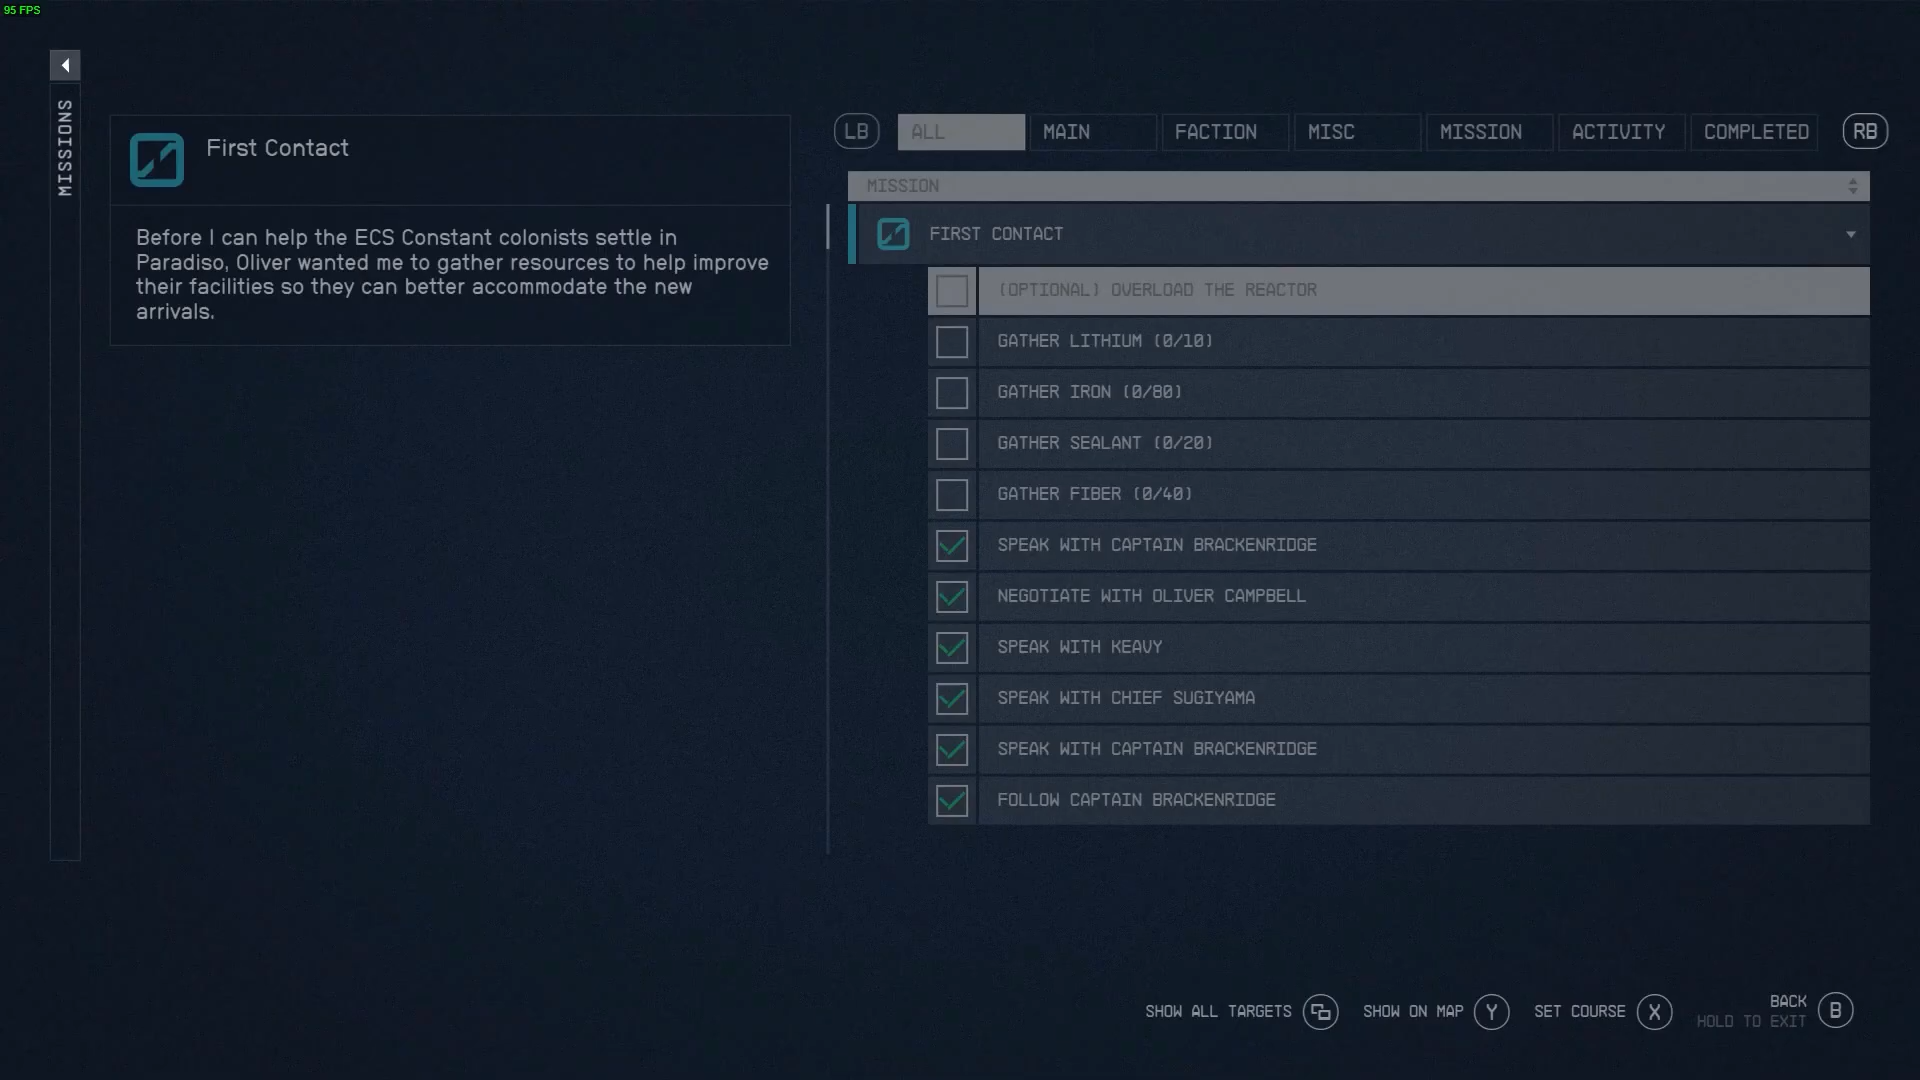 95 FPS
MISSIONS
First Contact
Before I can help the ECS Constant colonists settle in
Paradiso, Oliver wanted me to gather resources to help improve
their facilities so they can better accommodate the new
arrivals.
LB
ALL
MAIN
FACTION
MISC
MISSION
ACTIVITY
COMPLETED
RB
MISSION
FIRST CONTACT
(OPTIONAL) OVERLOAD THE REACTOR
GATHER LITHIUM (0/10)
GATHER IRON (0/80)
GATHER SEALANT (0/20)
GATHER FIBER (0/40)
SPEAK WITH CAPTAIN BRACKENRIDGE
NEGOTIATE WITH OLIVER CAMPBELL
SPEAK WITH KEAVY
SPEAK WITH CHIEF SUGIYAMA
SPEAK WITH CAPTAIN BRACKENRIDGE
FOLLOW CAPTAIN BRACKENRIDGE
SHOW ALL TARGETS
SHOW ON MAP Y
SET COURSE X
BACK B
HOLD TO EXIT